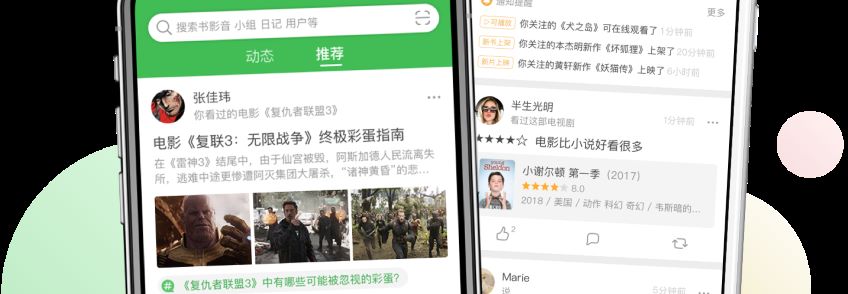 搜索书影音 小组 日记 用户等
动态
推荐
张佳玮
你看过的电影《复仇者联盟3》
电影《复联3：无限战争》终极彩蛋指南
在《雷神3》结尾中，由于仙宫被毁，阿斯加德人民流离失
所，逃难中途更惨遭阿灭集团大屠杀，“诸神黄昏”的悲...
# 《复仇者联盟3》中有哪些可能被忽视的彩蛋?
通知提醒
更多
可播放 你关注的《犬之岛》可在线观看了 1分钟前
新书上架 你关注的本杰明新作《坏狐狸》上架了 20分钟前
新片上映 你关注的黄轩新作《妖猫传》上映了 6小时前
半生光明
看过这部电视剧
1分钟前
★★★★☆ 电影比小说好看很多
young
Sheldon
小谢尔顿 第一季（2017）
8.0
2018 / 美国 / 动作 科幻 奇幻 / 韦斯暗的...
2
Marie
说
5分钟前